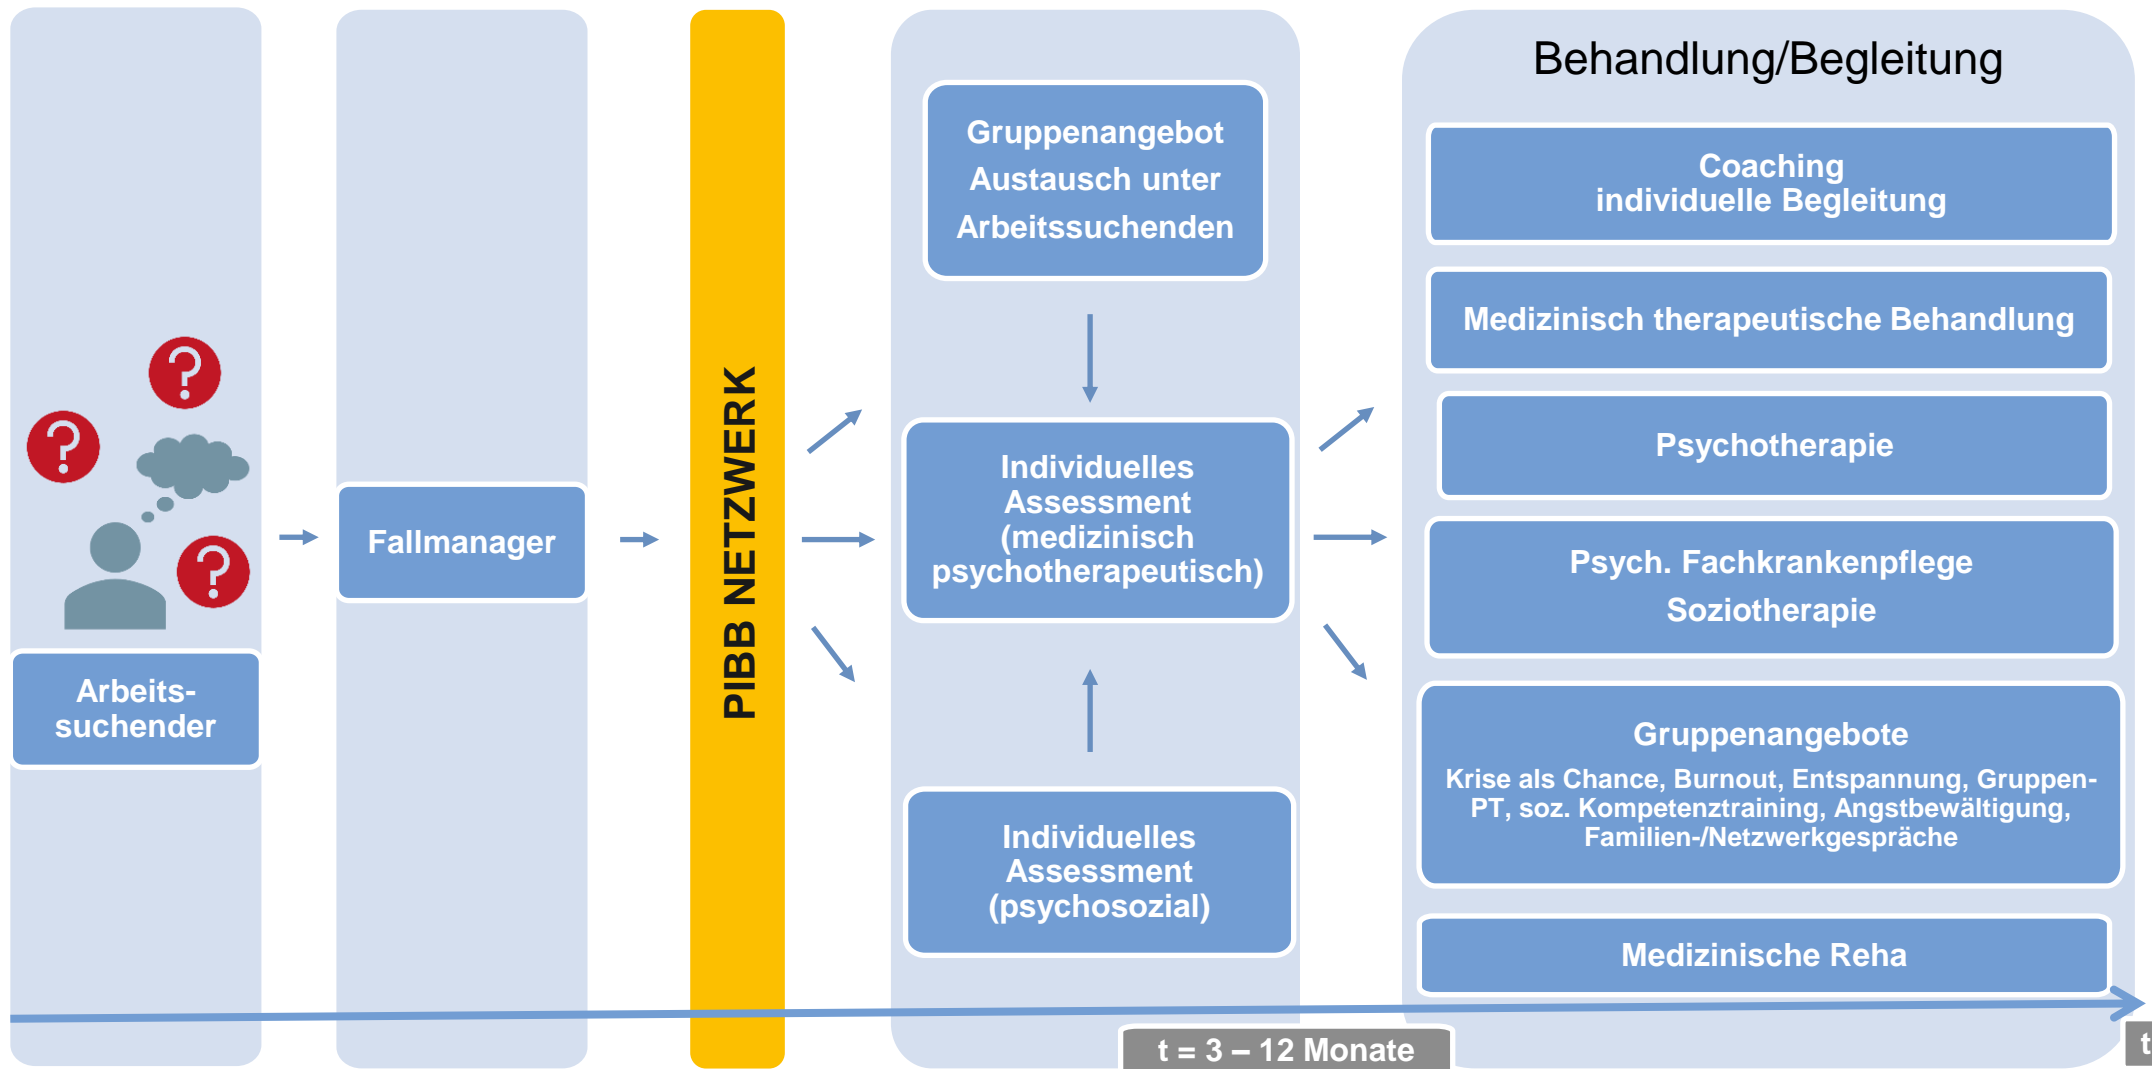 Arbeits-
suchender
Fallmanager
PIBB NETZWERK
Gruppenangebot
Austausch unter
Arbeitssuchenden
Individuelles
Assessment
(medizinisch
psychotherapeutisch)
Individuelles
Assessment
(psychosozial)
Behandlung/Begleitung
Coaching
individuelle Begleitung
Medizinisch therapeutische Behandlung
Psychotherapie
Psych. Fachkrankenpflege
Soziotherapie
Gruppenangebote
Krise als Chance, Burnout, Entspannung, Gruppen-
PT, soz. Kompetenztraining, Angstbewältigung,
Familien-/Netzwerkgespräche
Medizinische Reha
t = 3 – 12 Monate
t